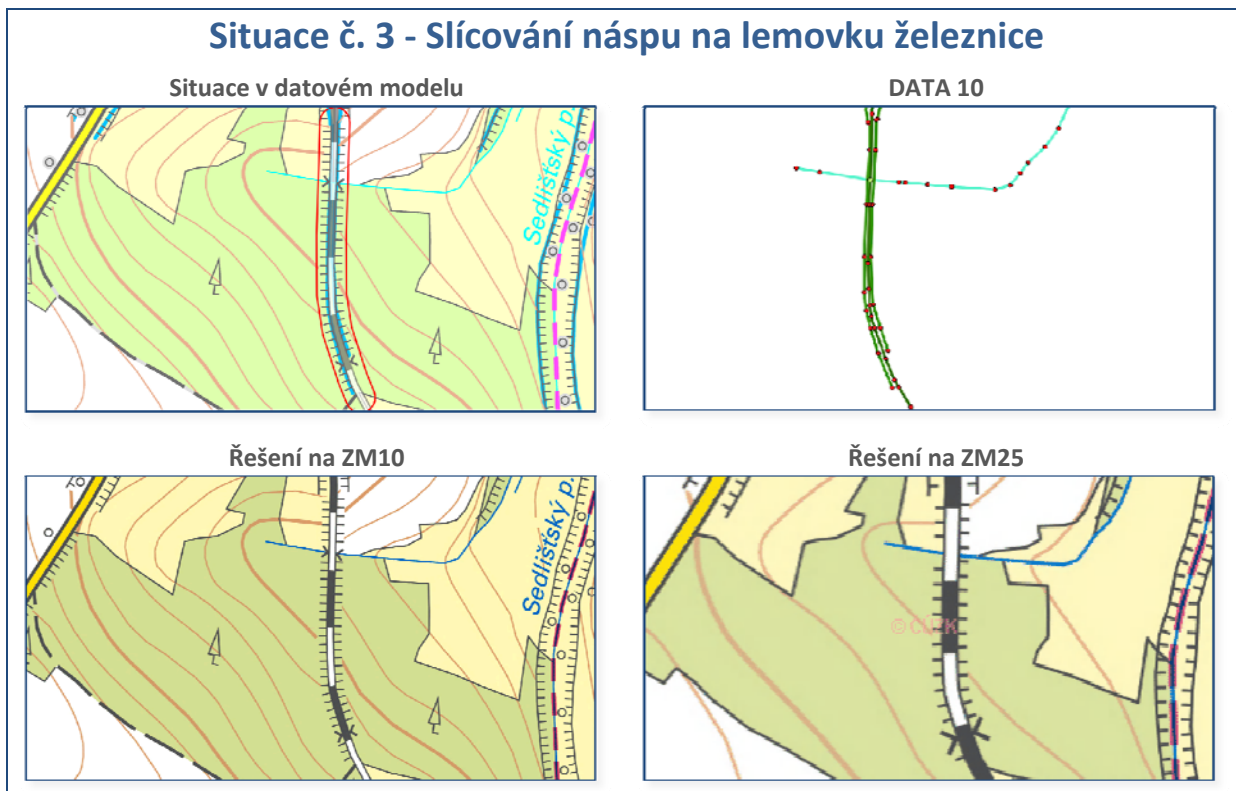 Situace č. 3 - Slícování náspu na lemovku železnice
Situace v datovém modelu
DATA 10
Sedlišťský p.
Řešení na ZM10
Řešení na ZM25
Sedlišťský p.
© ČÚZK